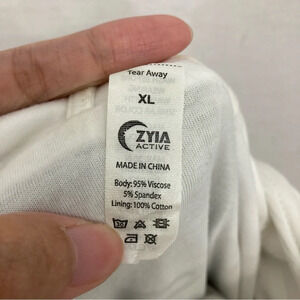 Tear Away
XL
ZYIA
ACTIVE
MADE IN CHINA
Body: 95% Viscose
5% Spandex
Lining: 100% Cotton